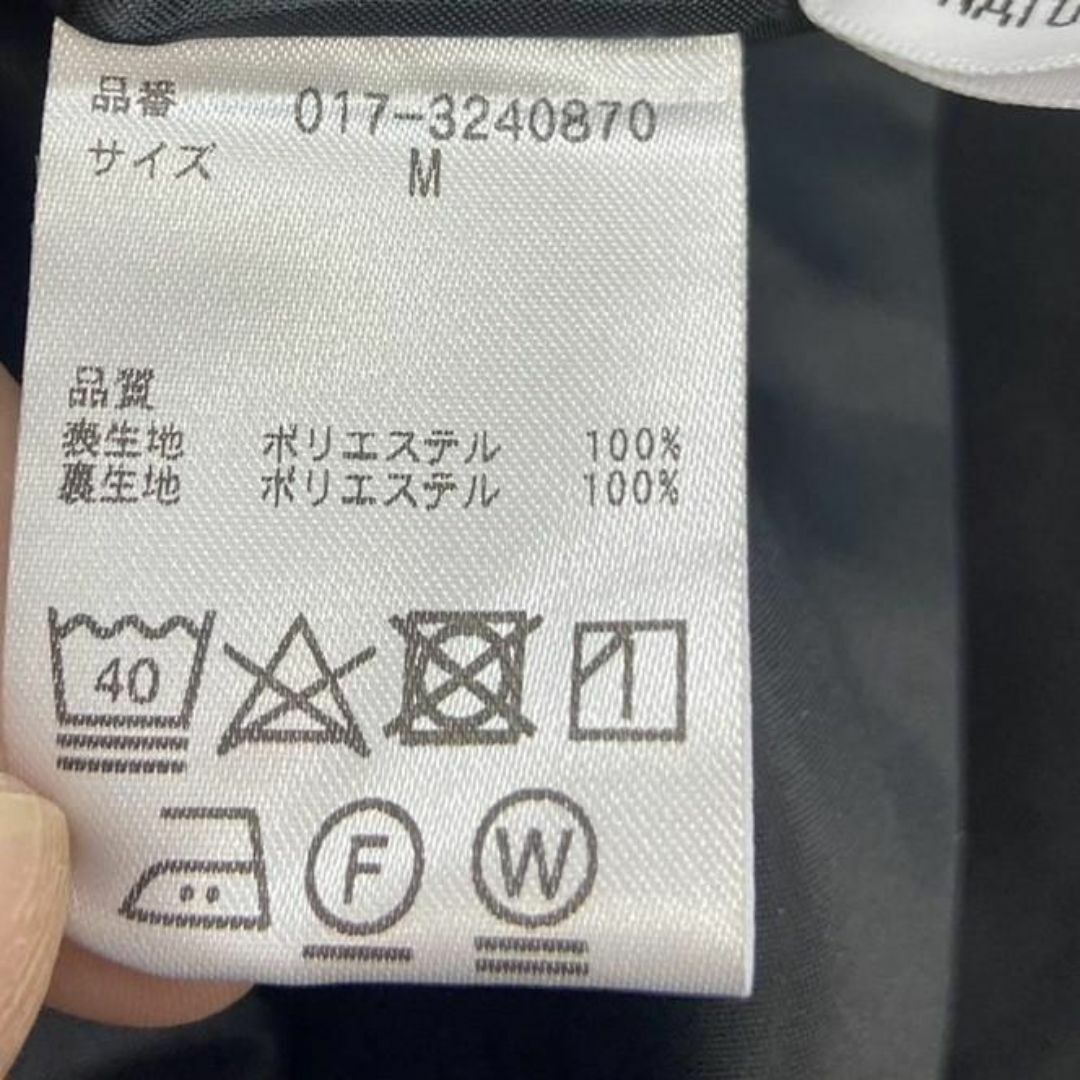 品番 017-3240870
サイズ M
品質
表生地 ポリエステル 100%
裏生地 ポリエステル 100%
40
F W